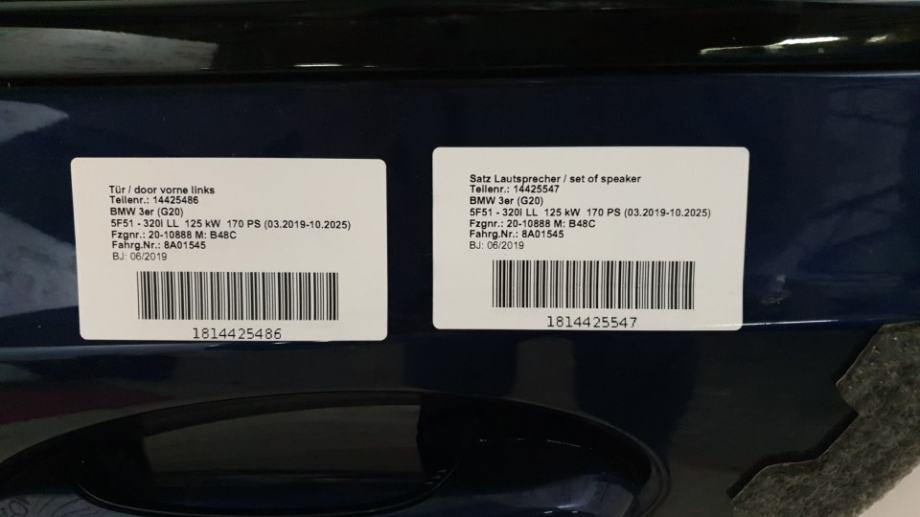 Tür / door vorne links
Teilenr.: 14425486
BMW 3er (G20)
5F51 - 320i LL 125 kW 170 PS (03.2019-10.2025)
Fzgnr.: 20-10888 M: B48C
Fahrg.Nr.: 8A01545
BJ: 06/2019
1814425486
Satz Lautsprecher / set of speaker
Teilenr.: 14425547
BMW 3er (G20)
5F51 - 320i LL 125 kW 170 PS (03.2019-10.2025)
Fzgnr.: 20-10888 M: B48C
Fahrg.Nr.: 8A01545
BJ: 06/2019
1814425547